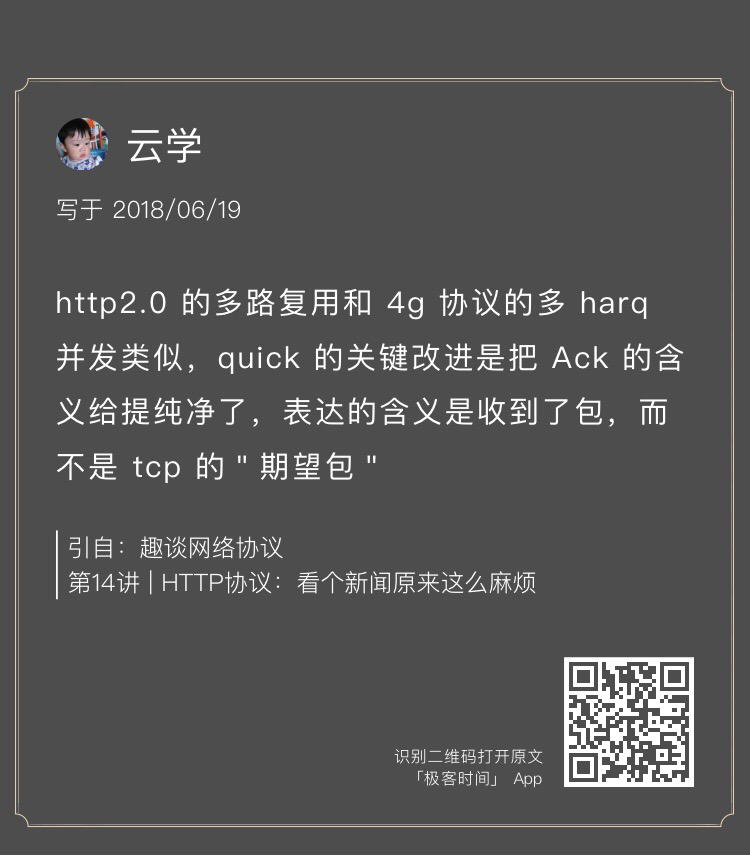 云学
写于 2018/06/19
http2.0 的多路复用和 4g 协议的多 harq
并发类似，quick 的关键改进是把 Ack 的含
义给提纯净了，表达的含义是收到了包，而
不是 tcp 的 " 期望包 "
引自：趣谈网络协议
第14讲 | HTTP协议：看个新闻原来这么麻烦
识别二维码打开原文
「极客时间」 App